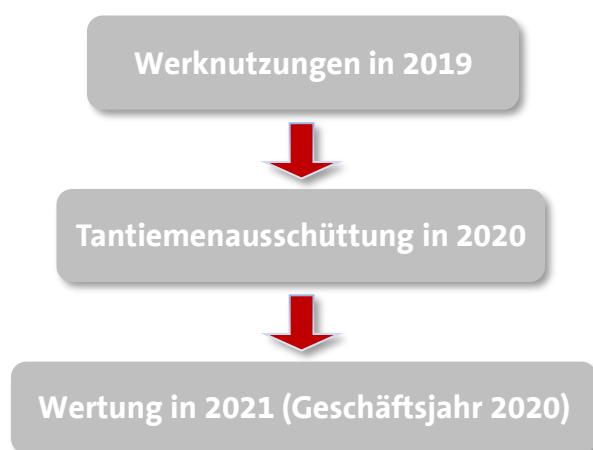 Werknutzungen in 2019
Tantiemenausschüttung in 2020
Wertung in 2021 (Geschäftsjahr 2020)